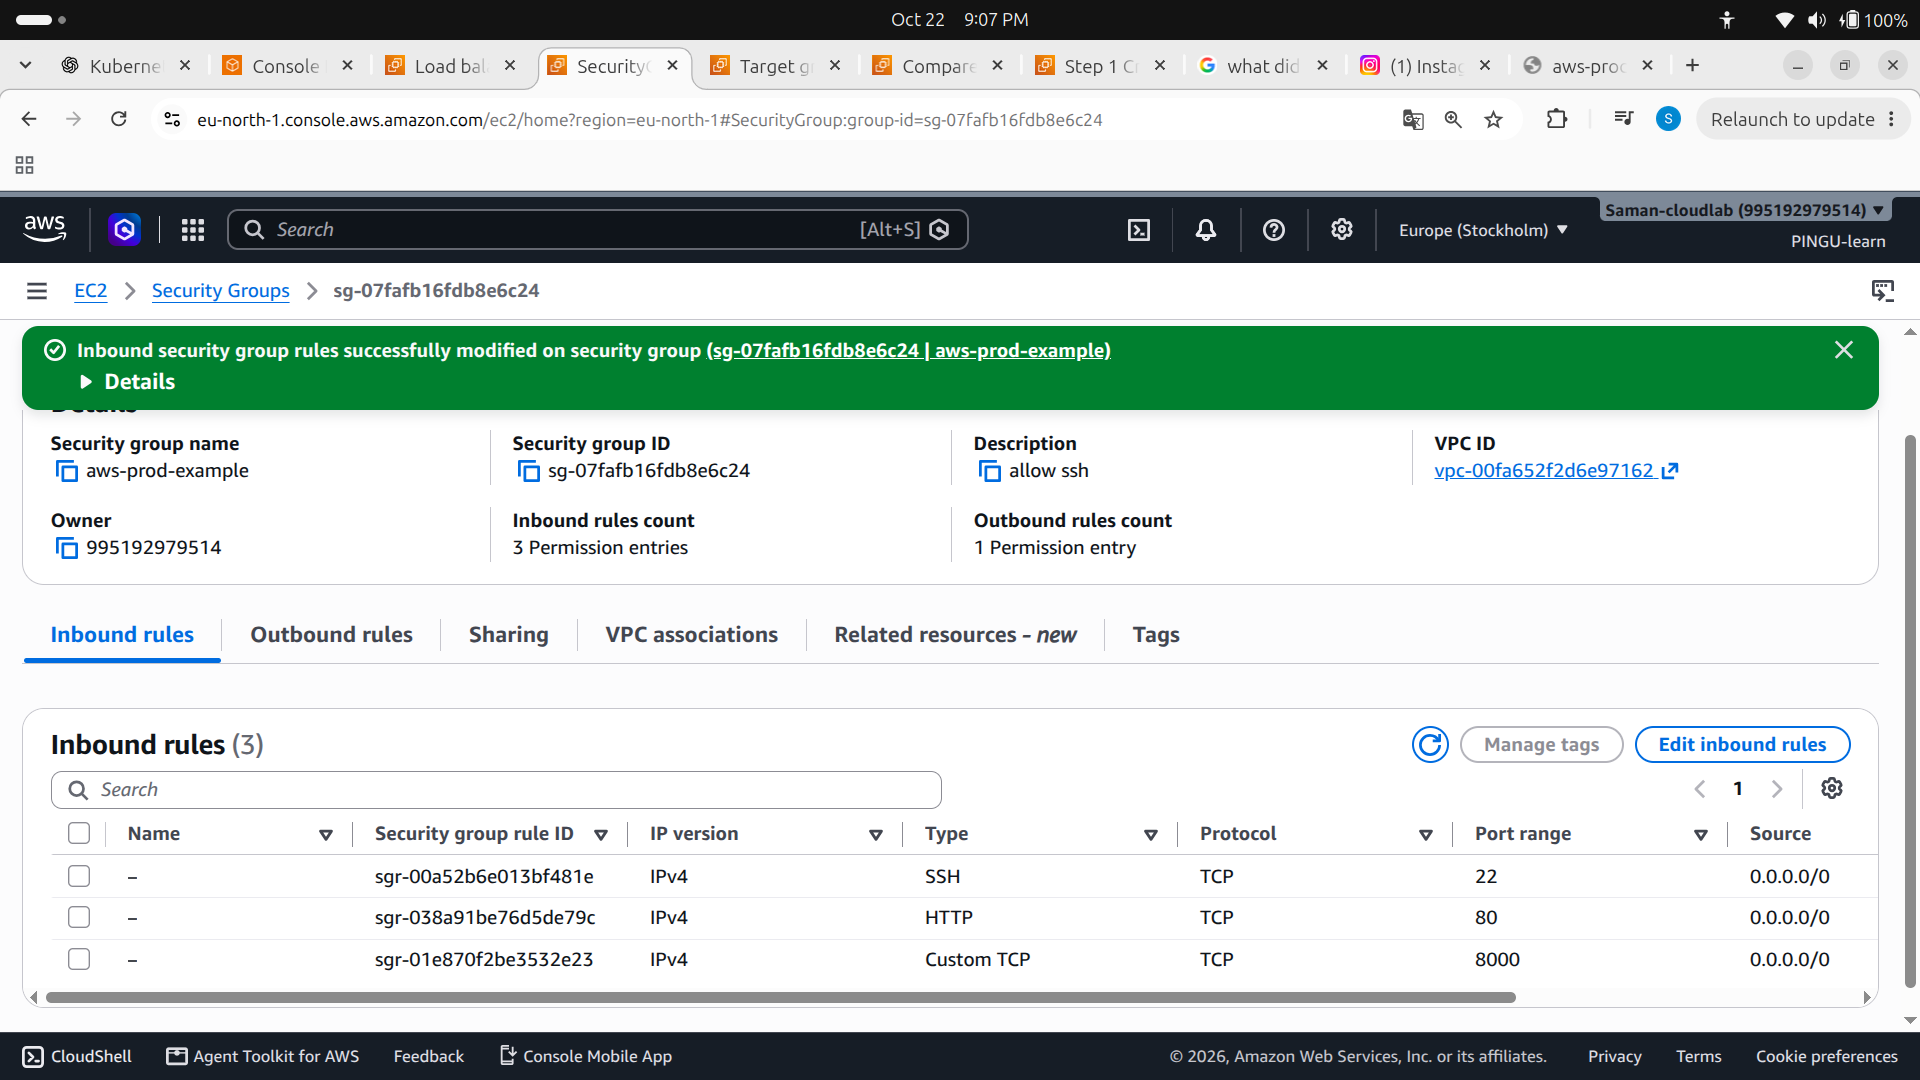 Oct 22 9:07 PM
100%
Kuberne
Console
Load bal
SecurityG
Target g
Compare
Step 1 C
what did
(1) Insta
aws-prod
eu-north-1.console.aws.amazon.com/ec2/home?region=eu-north-1#SecurityGroup:group-id=sg-07fafb16fdb8e6c24
S
Relaunch to update
aws
Search
[Alt+S]
Europe (Stockholm)
Saman-cloudlab (995192979514)
PINGU-learn
EC2 > Security Groups > sg-07fafb16fdb8e6c24
Inbound security group rules successfully modified on security group (sg-07fafb16fdb8e6c24 | aws-prod-example)
Details
Details
Security group name
aws-prod-example
Security group ID
sg-07fafb16fdb8e6c24
Description
allow ssh
VPC ID
vpc-00fa652f2d6e97162
Owner
995192979514
Inbound rules count
3 Permission entries
Outbound rules count
1 Permission entry
Inbound rules Outbound rules Sharing VPC associations Related resources - new Tags
Inbound rules (3)
Manage tags
Edit inbound rules
Search
1
Name Security group rule ID IP version Type Protocol Port range Source
– sgr-00a52b6e013bf481e IPv4 SSH TCP 22 0.0.0.0/0
– sgr-038a91be76d5de79c IPv4 HTTP TCP 80 0.0.0.0/0
– sgr-01e870f2be3532e23 IPv4 Custom TCP TCP 8000 0.0.0.0/0
CloudShell Agent Toolkit for AWS Feedback Console Mobile App © 2026, Amazon Web Services, Inc. or its affiliates. Privacy Terms Cookie preferences